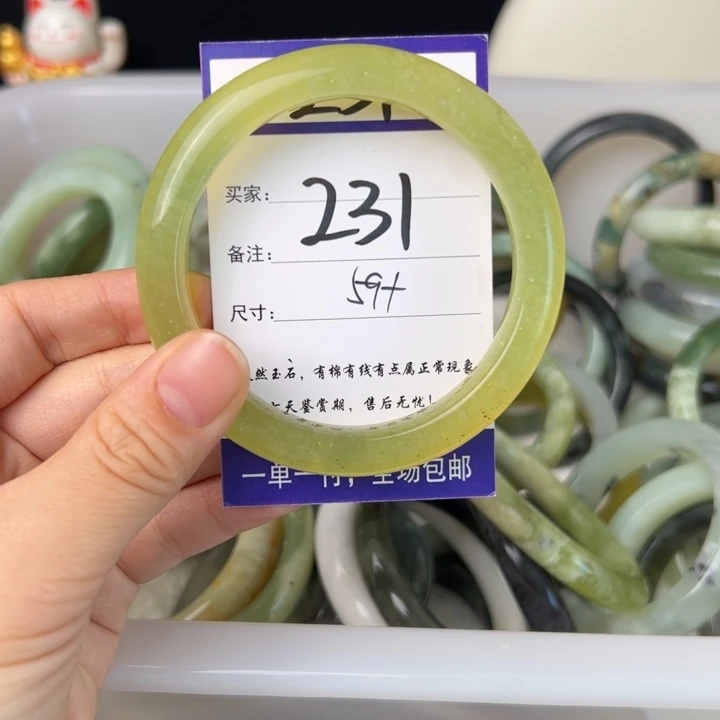 231
买家：
231
备注：
59+
尺寸：
然玉石，有棉有线有点属正常现象
天鉴赏期，售后无忧！
一单一付，全场包邮